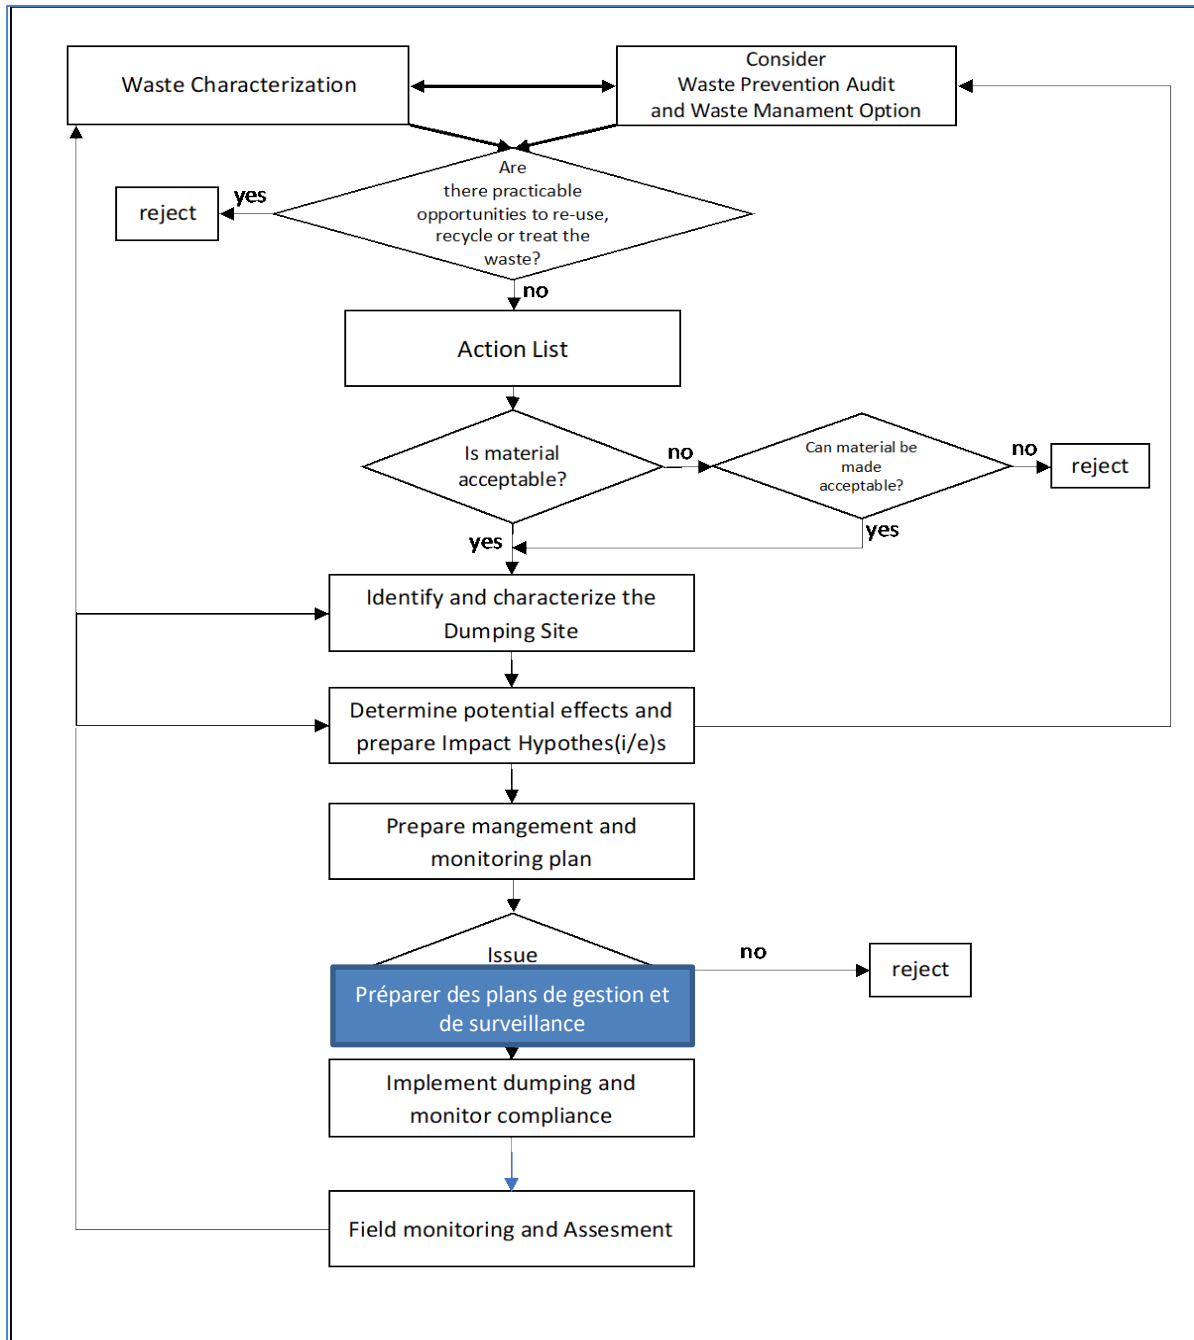 Waste Characterization
Consider
Waste Prevention Audit
and Waste Manament Option
Are
there practicable
opportunities to re-use,
recycle or treat the
waste?
yes
reject
no
Action List
Is material
acceptable?
no
Can material be
made
acceptable?
no
reject
yes
yes
Identify and characterize the
Dumping Site
Determine potential effects and
prepare Impact Hypothes(i/e)s
Prepare mangement and
monitoring plan
Issue
no
reject
Préparer des plans de gestion et
de surveillance
Implement dumping and
monitor compliance
Field monitoring and Assesment